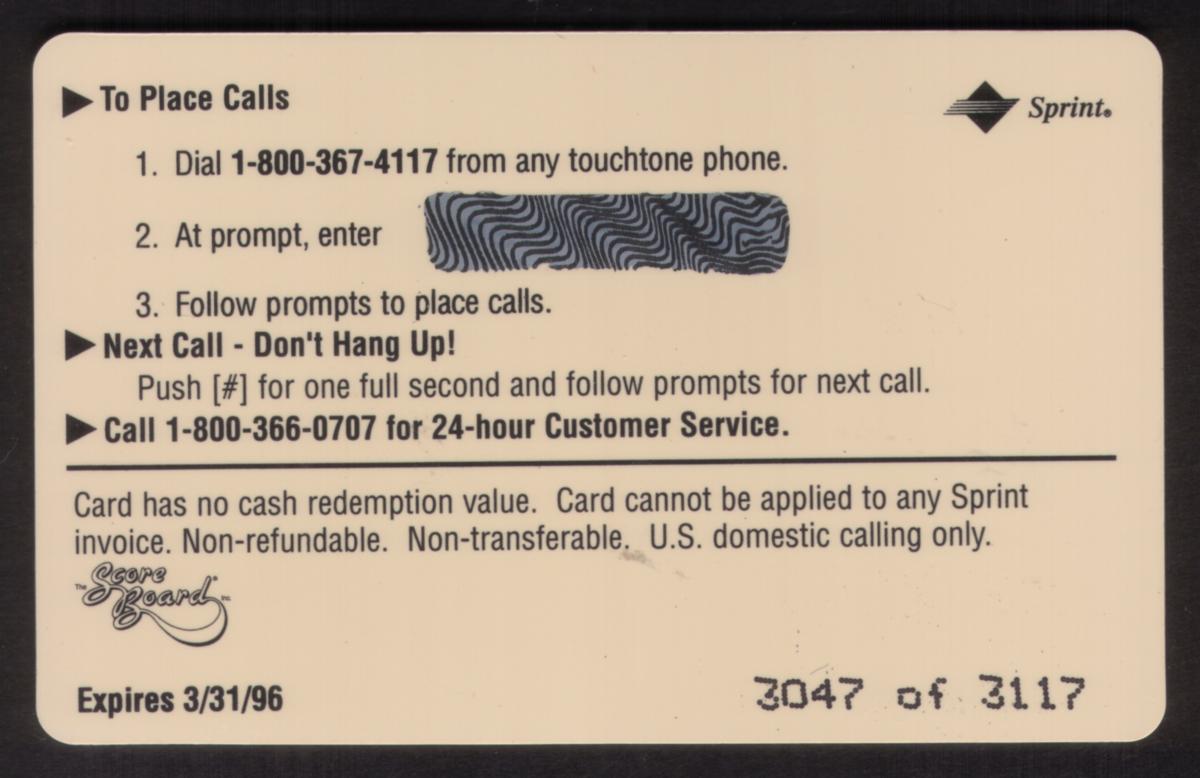 ▶ To Place Calls
Sprint®
1. Dial 1-800-367-4117 from any touchtone phone.
2. At prompt, enter
3. Follow prompts to place calls.
▶ Next Call - Don't Hang Up!
Push [#] for one full second and follow prompts for next call.
▶ Call 1-800-366-0707 for 24-hour Customer Service.
Card has no cash redemption value. Card cannot be applied to any Sprint
invoice. Non-refundable. Non-transferable. U.S. domestic calling only.
The Score
Board® Inc.
Expires 3/31/96
3047 of 3117